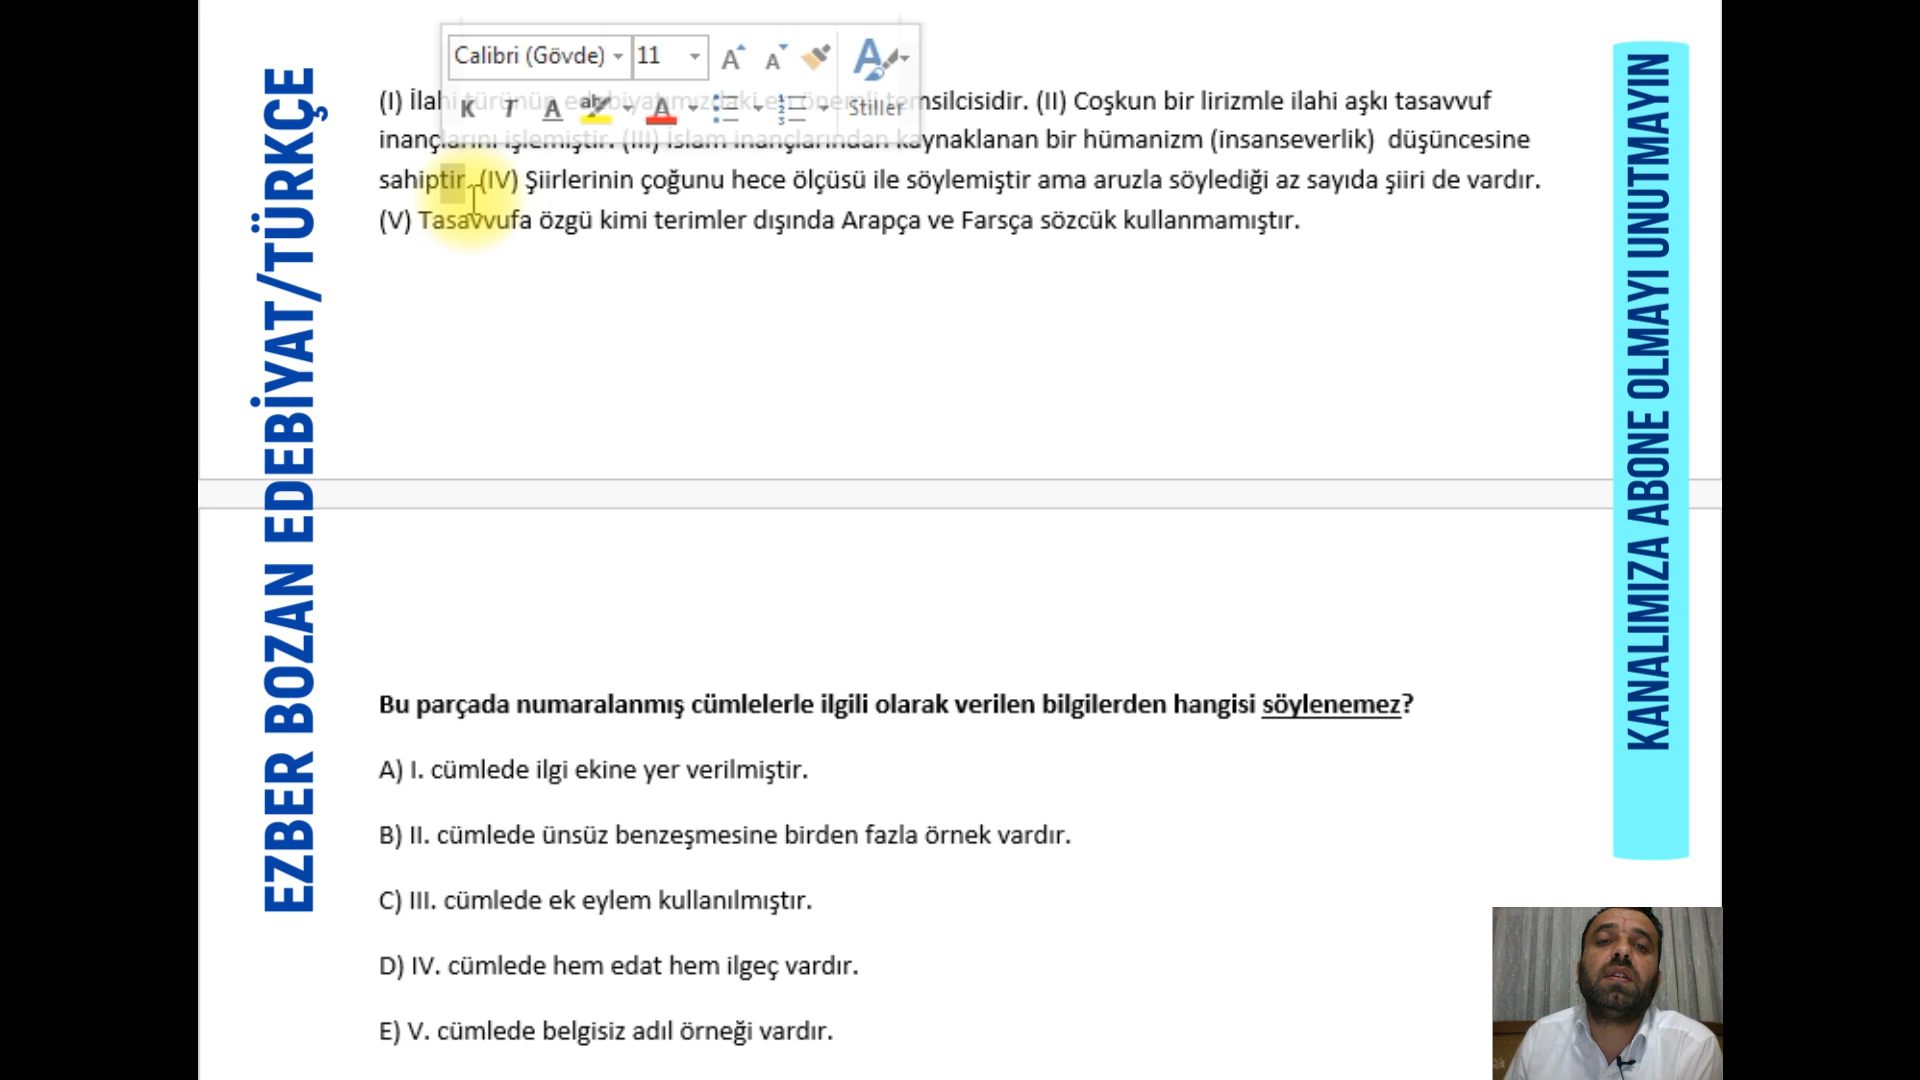 EZBER BOZAN EDEBİYAT/TÜRKÇE
Calibri (Gövde) 11
K T A ab A Stiller
(I) İlahi türünün edebiyatımızdaki en önemli temsilcisidir. (II) Coşkun bir lirizmle ilahi aşkı tasavvuf
inançlarını işlemiştir. (III) İslam inançlarından kaynaklanan bir hümanizm (insanseverlik) düşüncesine
sahiptir. (IV) Şiirlerinin çoğunu hece ölçüsü ile söylemiştir ama aruzla söylediği az sayıda şiiri de vardır.
(V) Tasavvufa özgü kimi terimler dışında Arapça ve Farsça sözcük kullanmamıştır.
Bu parçada numaralanmış cümlelerle ilgili olarak verilen bilgilerden hangisi söylenemez?
A) I. cümlede ilgi ekine yer verilmiştir.
B) II. cümlede ünsüz benzeşmesine birden fazla örnek vardır.
C) III. cümlede ek eylem kullanılmıştır.
D) IV. cümlede hem edat hem ilgeç vardır.
E) V. cümlede belgisiz adıl örneği vardır.
KANALIMIZA ABONE OLMAYI UNUTMAYIN